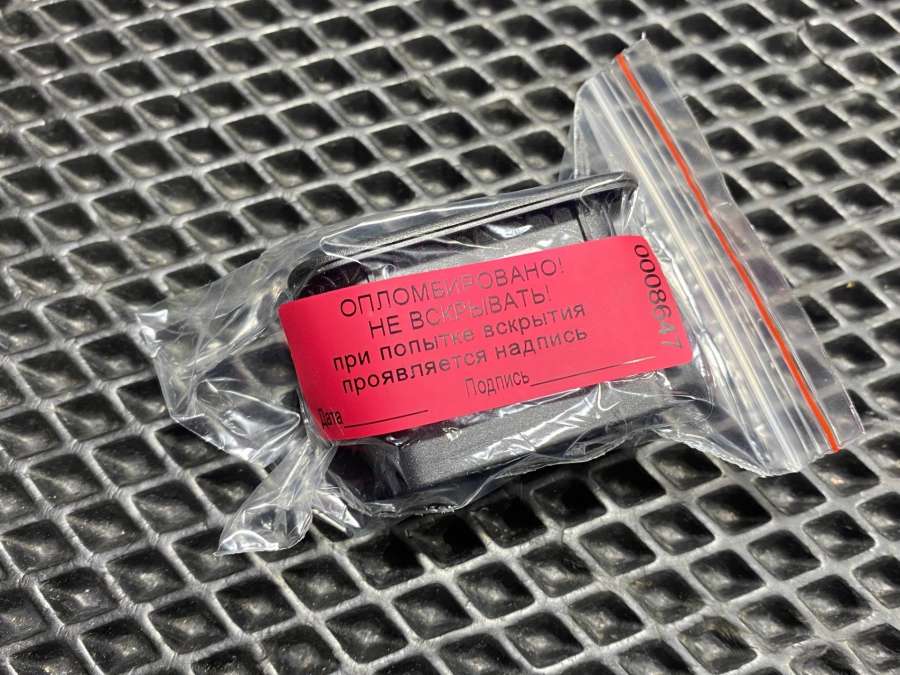 ОПЛОМБИРОВАНО!
НЕ ВСКРЫВАТЬ!
при попытке вскрытия
проявляется надпись
Дата Подпись
0008647